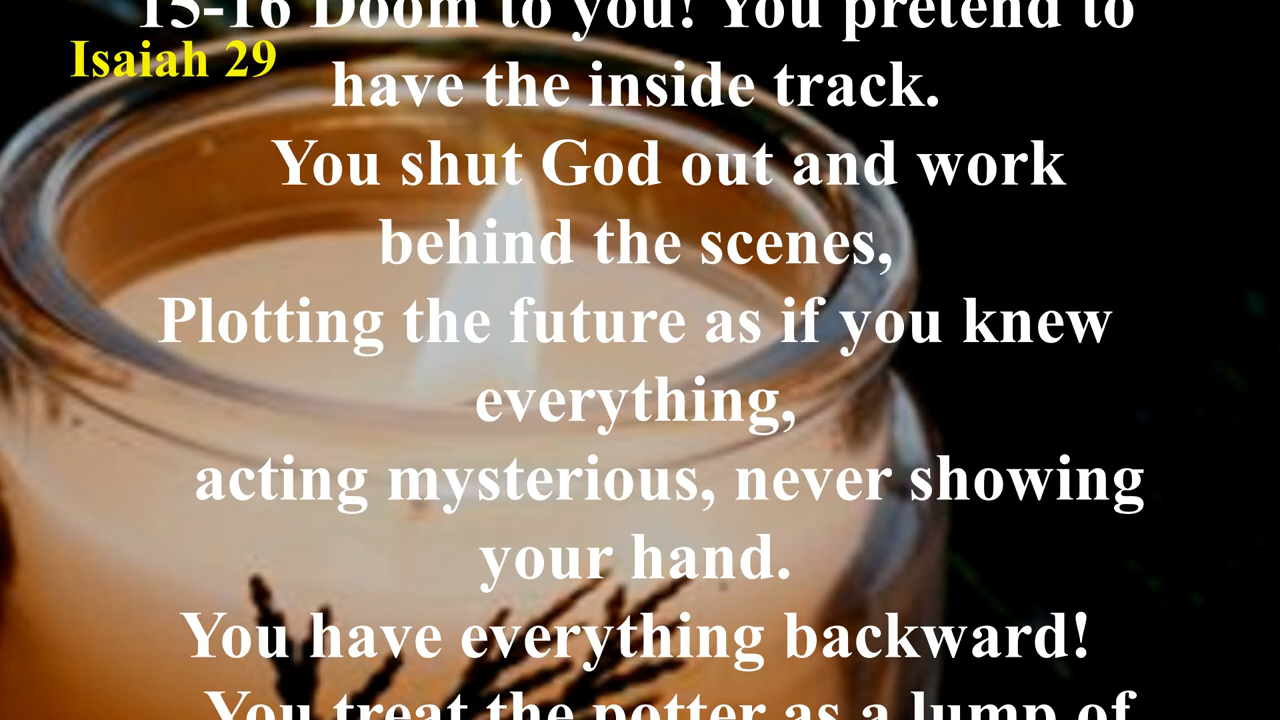 15-16 Doom to you! You pretend to
Isaiah 29
have the inside track.
You shut God out and work
behind the scenes,
Plotting the future as if you knew
everything,
acting mysterious, never showing
your hand.
You have everything backward!
You treat the potter as a lump of